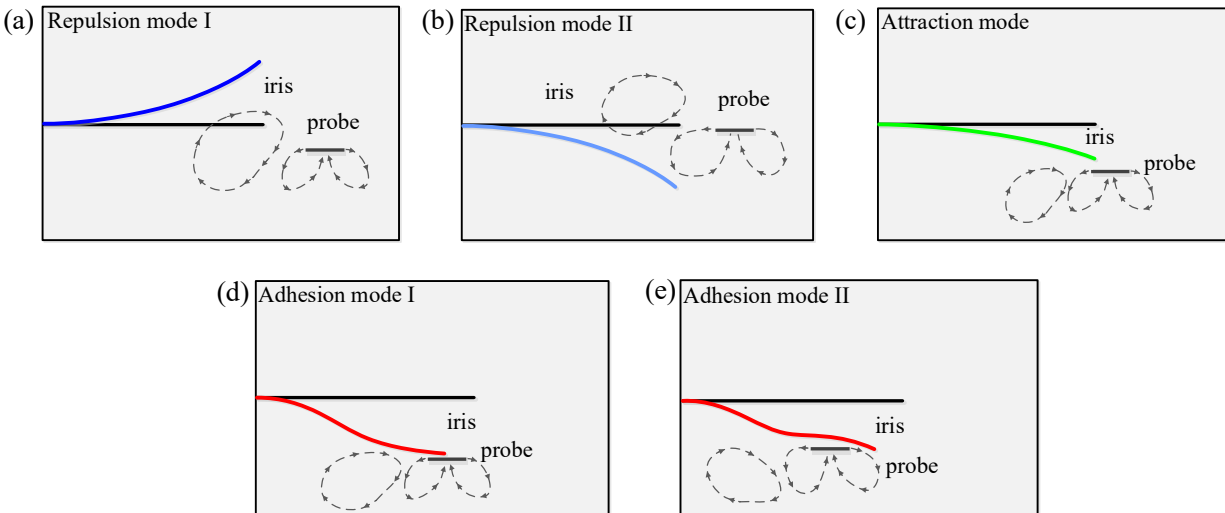 (a)
Repulsion mode I
iris
probe
(b)
Repulsion mode II
iris
probe
(c)
Attraction mode
iris
probe
(d)
Adhesion mode I
iris
probe
(e)
Adhesion mode II
iris
probe